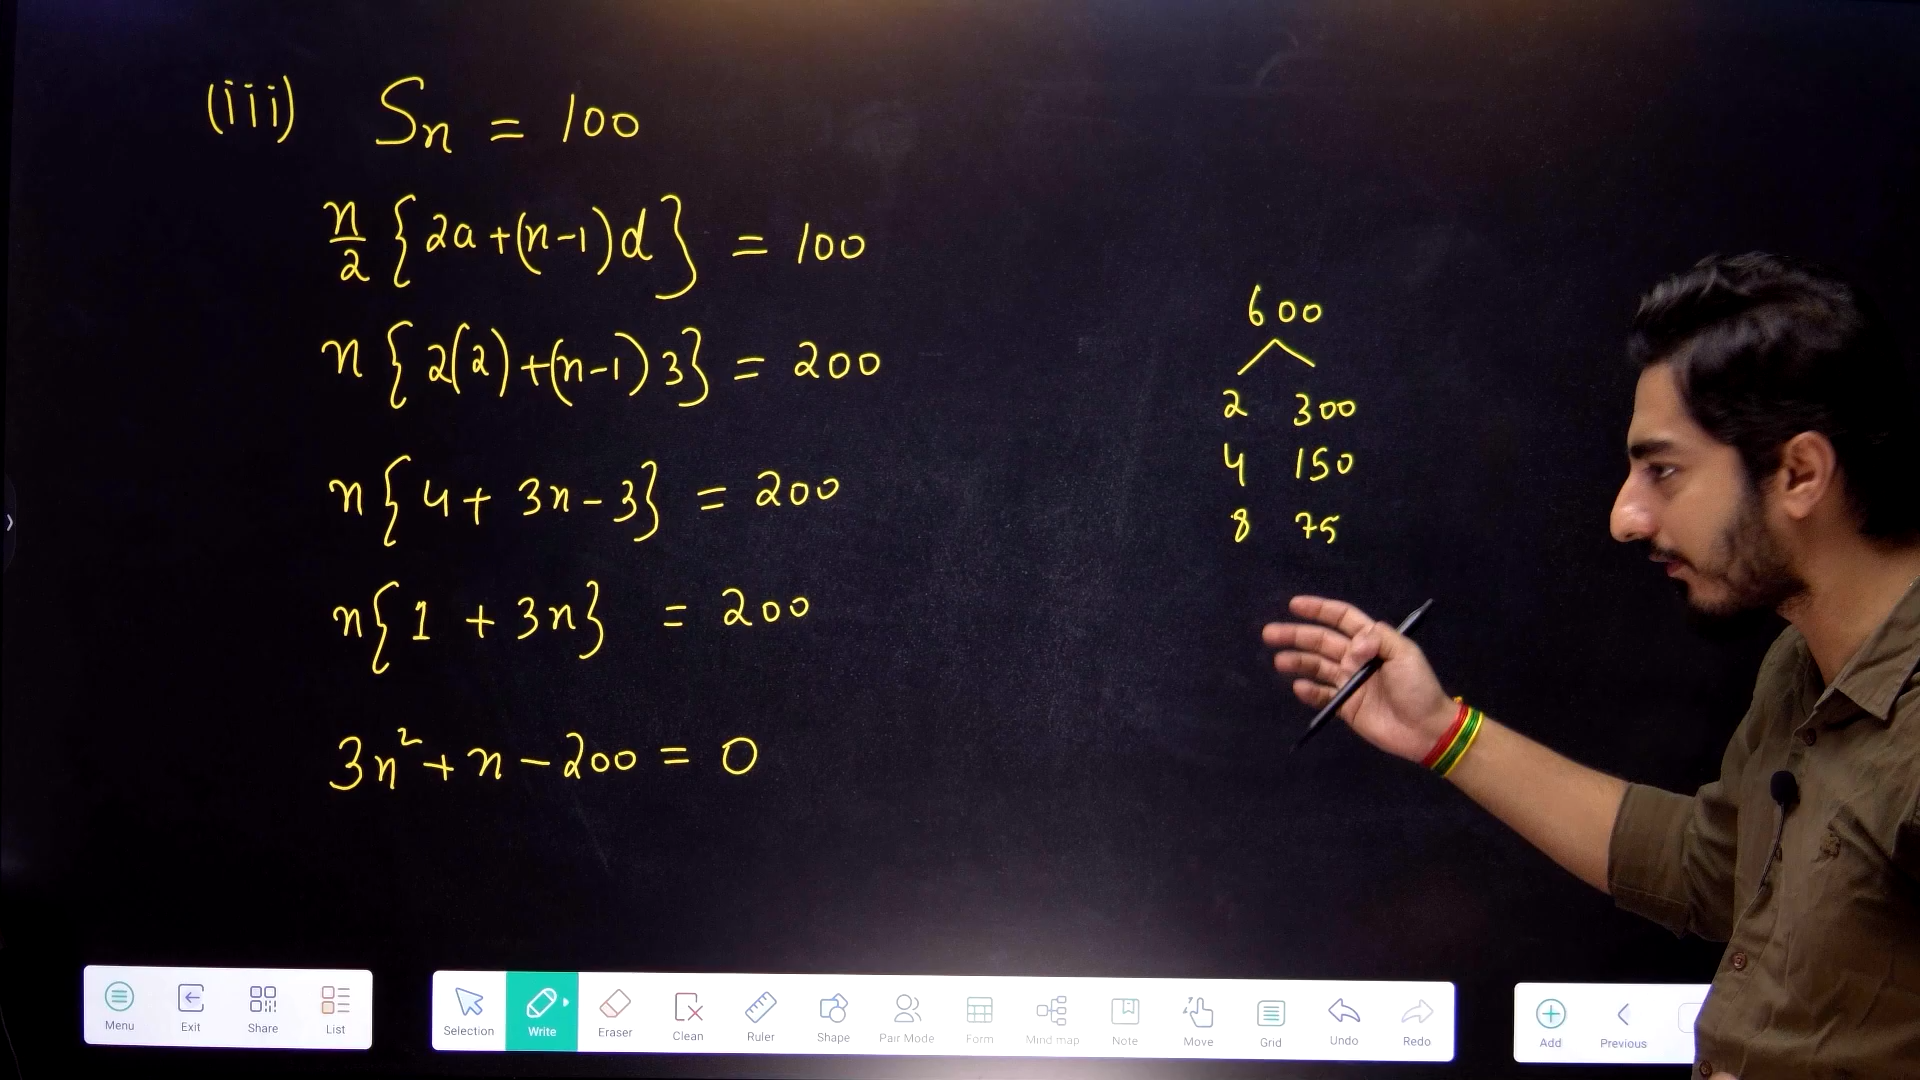 (iii) Sn = 100
n/2 {2a+(n-1)d} = 100
n {2(2)+(n-1)3} = 200
n{4+ 3n-3} = 200
n{1 + 3n} = 200
3n²+n-200 = 0
600
2 300
4 150
8 75
Menu Exit Share List
Selection Write Eraser Clean Ruler Shape Pair Mode Form Mind map Note Move Grid Undo Redo
Add Previous